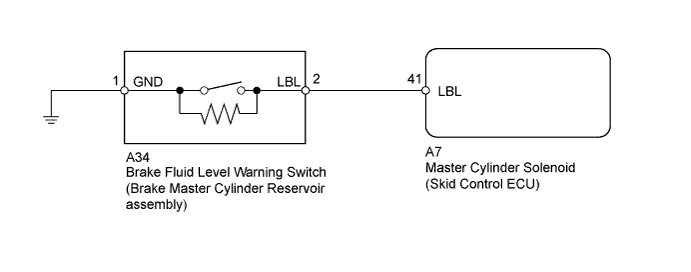 1 GND LBL 2 41 LBL
A34
Brake Fluid Level Warning Switch
(Brake Master Cylinder Reservoir
assembly)
A7
Master Cylinder Solenoid
(Skid Control ECU)